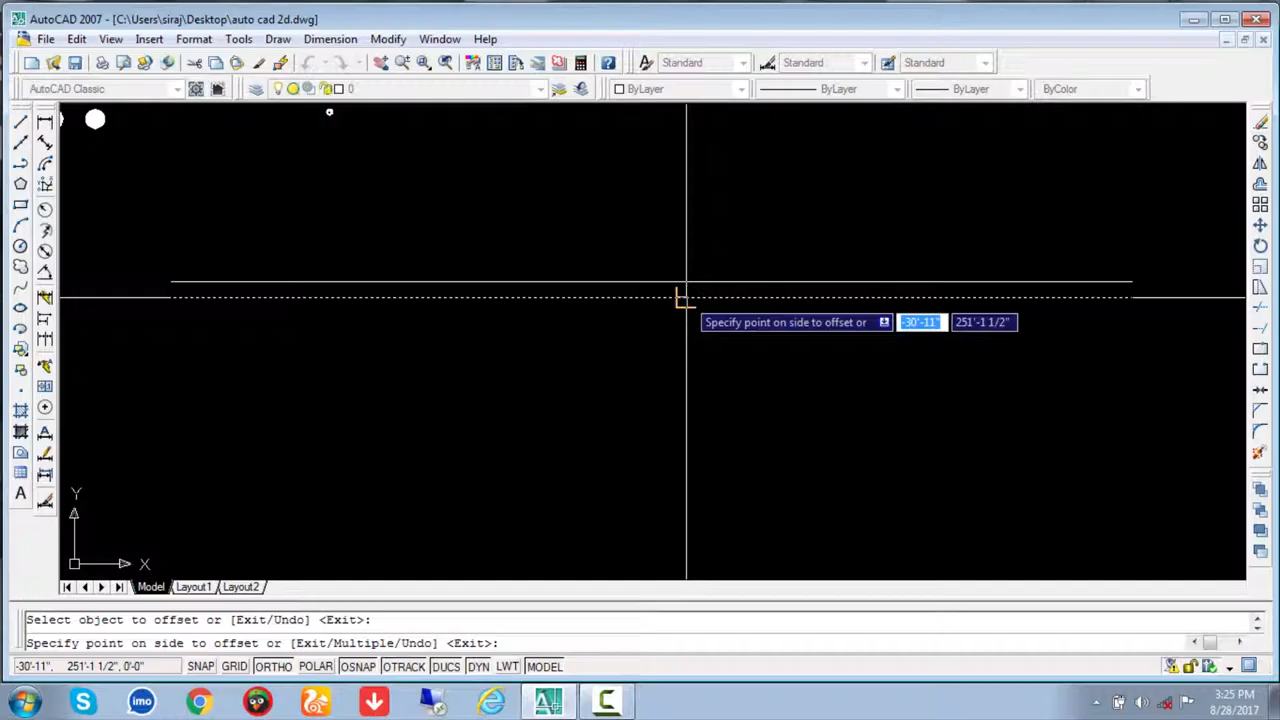 AutoCAD 2007 - [C:\Users\siraj\Desktop\auto cad 2d.dwg]
File Edit View Insert Format Tools Draw Dimension Modify Window Help
Standard Standard Standard
AutoCAD Classic 0 ByLayer ByLayer ByLayer ByColor
Specify point on side to offset or -30'-11" 251'-1 1/2"
Y
X
Model Layout1 Layout2
Select object to offset or [Exit/Undo] <Exit>:
Specify point on side to offset or [Exit/Multiple/Undo] <Exit>:
-30'-11", 251'-1 1/2", 0'-0" SNAP GRID ORTHO POLAR OSNAP OTRACK DUCS DYN LWT MODEL
imo
3:25 PM
8/28/2017